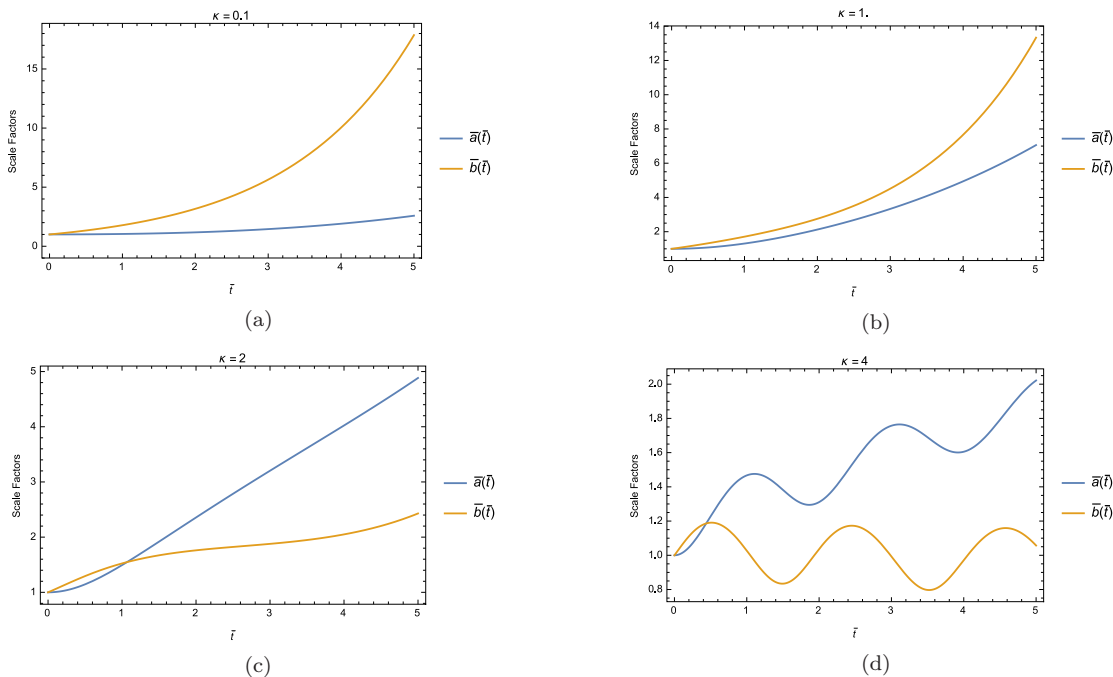 κ = 0.1
Scale Factors
15
10
5
0
0 1 2 3 4 5
t̄
a̅(t̄)
b̅(t̄)
(a)
κ = 1.
Scale Factors
14
12
10
8
6
4
2
0 1 2 3 4 5
t̄
a̅(t̄)
b̅(t̄)
(b)
κ = 2
Scale Factors
5
4
3
2
1
0 1 2 3 4 5
t̄
a̅(t̄)
b̅(t̄)
(c)
κ = 4
Scale Factors
2.0
1.8
1.6
1.4
1.2
1.0
0.8
0 1 2 3 4 5
t̄
a̅(t̄)
b̅(t̄)
(d)